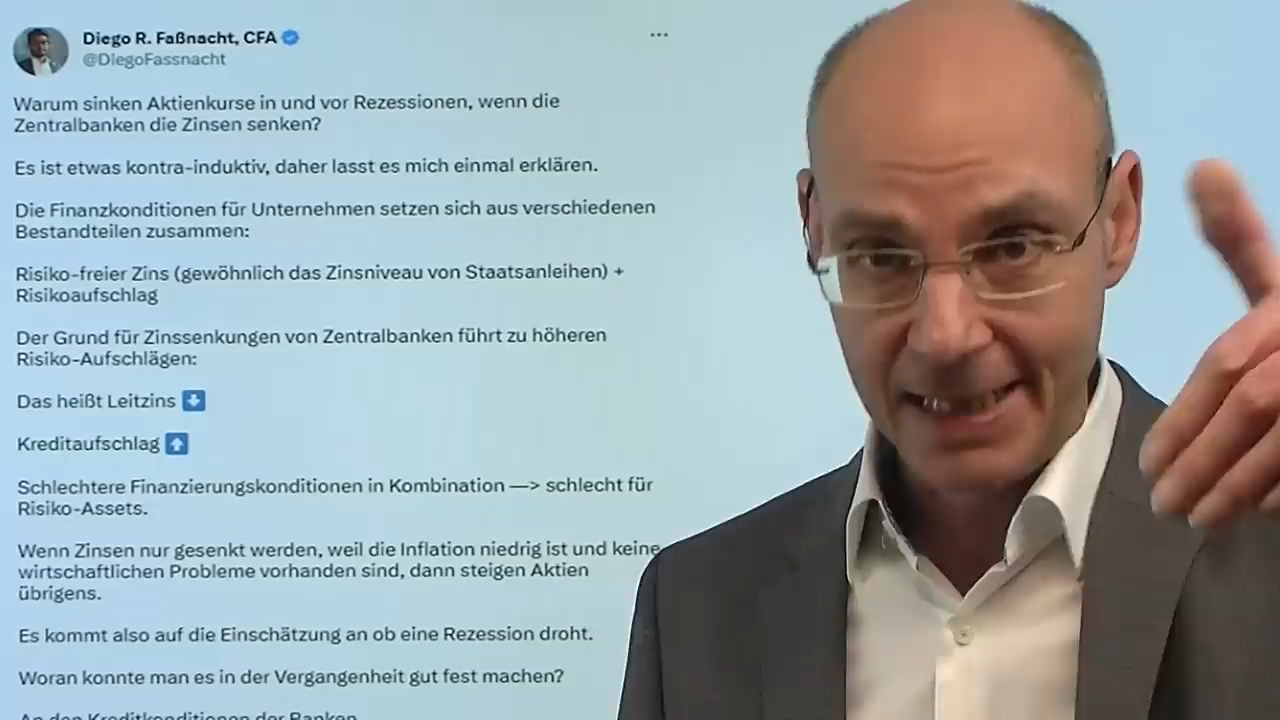 Diego R. Faßnacht, CFA
@DiegoFassnacht
Warum sinken Aktienkurse in und vor Rezessionen, wenn die
Zentralbanken die Zinsen senken?
Es ist etwas kontra-induktiv, daher lasst es mich einmal erklären.
Die Finanzkonditionen für Unternehmen setzen sich aus verschiedenen
Bestandteilen zusammen:
Risiko-freier Zins (gewöhnlich das Zinsniveau von Staatsanleihen) +
Risikoaufschlag
Der Grund für Zinssenkungen von Zentralbanken führt zu höheren
Risiko-Aufschlägen:
Das heißt Leitzins ⬇️
Kreditaufschlag ⬆️
Schlechtere Finanzierungskonditionen in Kombination —> schlecht für
Risiko-Assets.
Wenn Zinsen nur gesenkt werden, weil die Inflation niedrig ist und keine
wirtschaftlichen Probleme vorhanden sind, dann steigen Aktien
übrigens.
Es kommt also auf die Einschätzung an ob eine Rezession droht.
Woran konnte man es in der Vergangenheit gut fest machen?
An den Kreditkonditionen der Banken